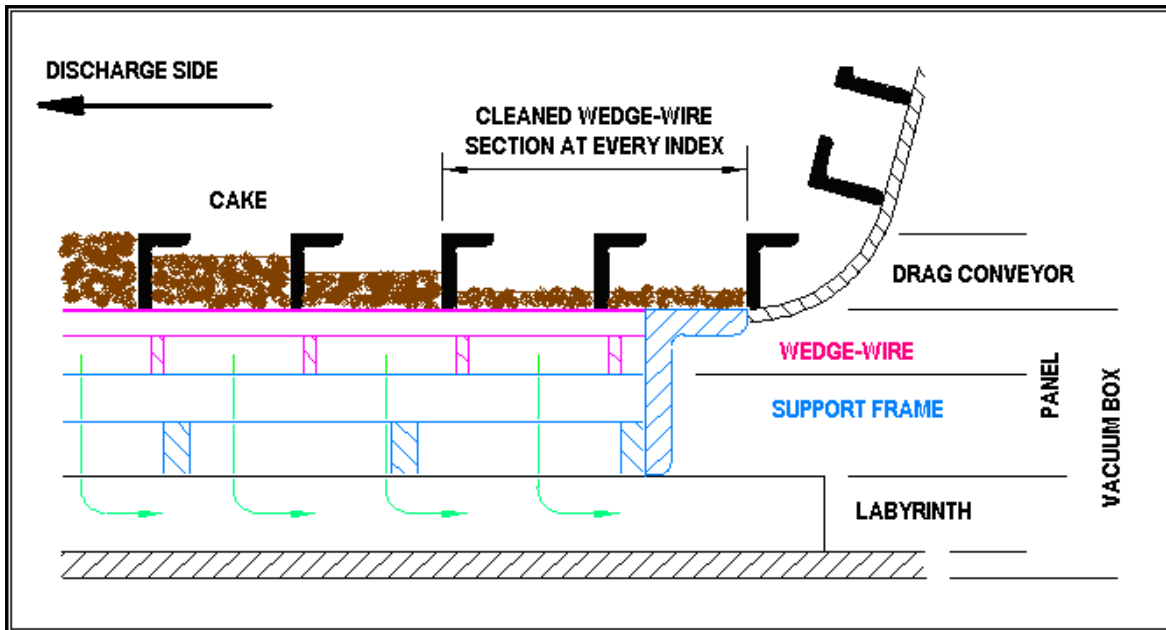 DISCHARGE SIDE
CLEANED WEDGE-WIRE
SECTION AT EVERY INDEX
CAKE
DRAG CONVEYOR
WEDGE-WIRE
SUPPORT FRAME
PANEL
VACUUM BOX
LABYRINTH